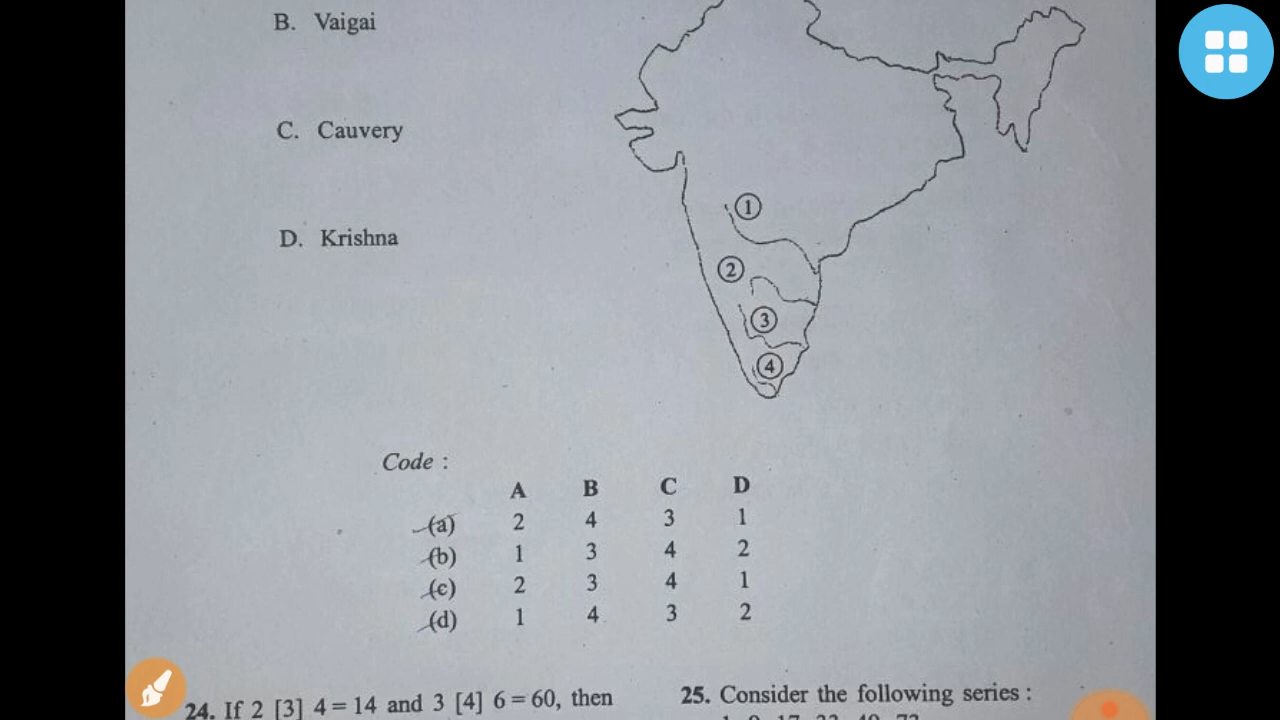 B. Vaigai
C. Cauvery
D. Krishna
1
2
3
4
Code :
A B C D
(a) 2 4 3 1
(b) 1 3 4 2
(c) 2 3 4 1
(d) 1 4 3 2
24. If 2 [3] 4 = 14 and 3 [4] 6 = 60, then
25. Consider the following series :